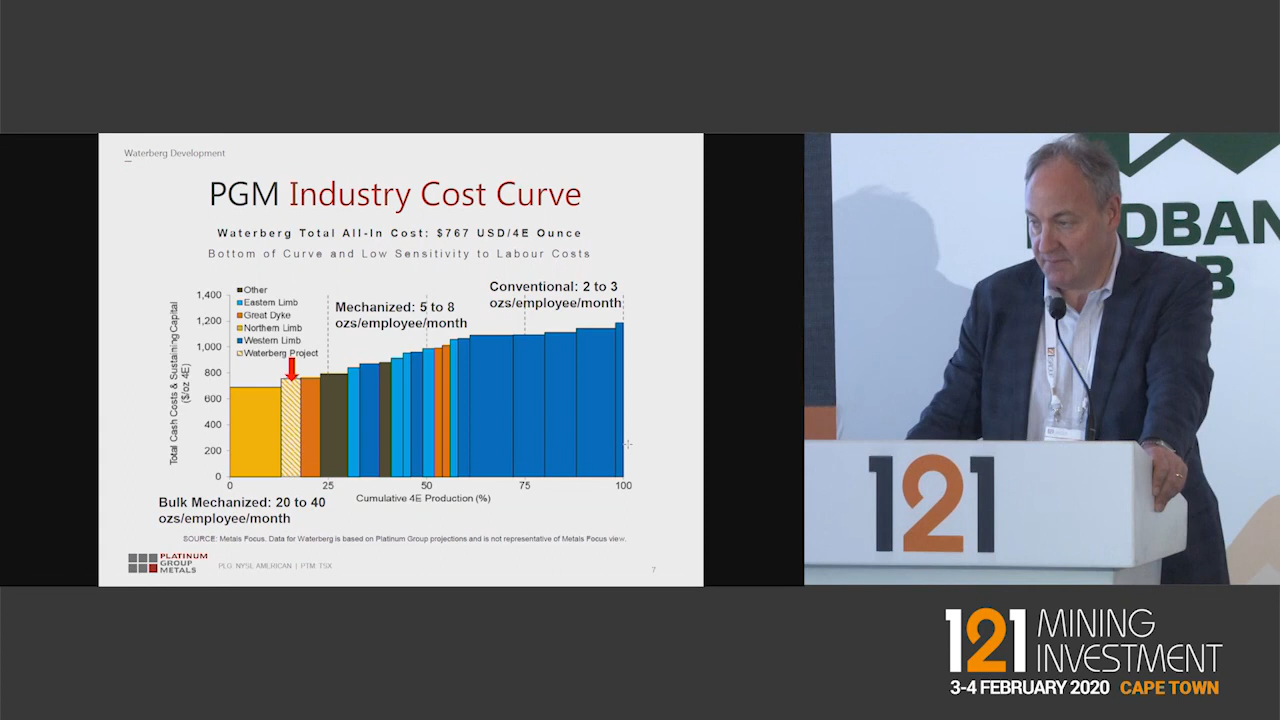 Waterberg Development
PGM Industry Cost Curve
Waterberg Total All-In Cost: $767 USD/4E Ounce
Bottom of Curve and Low Sensitivity to Labour Costs
Total Cash Costs & Sustaining Capital
($/oz 4E)
1,400
1,200
1,000
800
600
400
200
0
Other
Eastern Limb
Great Dyke
Northern Limb
Western Limb
Waterberg Project
Mechanized: 5 to 8
ozs/employee/month
Conventional: 2 to 3
ozs/employee/month
0 25 50 75 100
Cumulative 4E Production (%)
Bulk Mechanized: 20 to 40
ozs/employee/month
SOURCE: Metals Focus. Data for Waterberg is based on Platinum Group projections and is not representative of Metals Focus view.
PLATINUM
GROUP
METALS
PLG: NYSE AMERICAN | PTM: TSX
7
DBAN
B
121
121 MINING
INVESTMENT
3-4 FEBRUARY 2020 CAPE TOWN